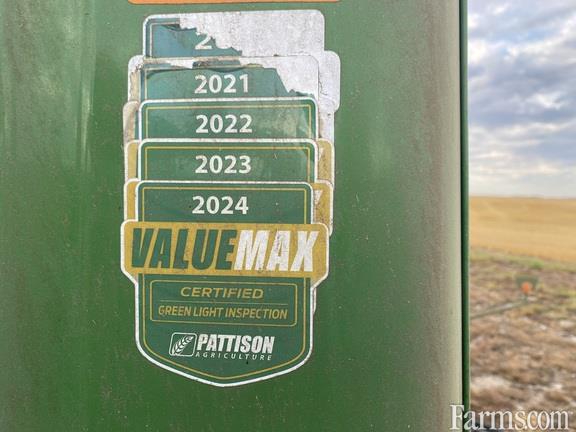 2021
2022
2023
2024
VALUEMAX
CERTIFIED
GREEN LIGHT INSPECTION
PATTISON
AGRICULTURE
Farms.com